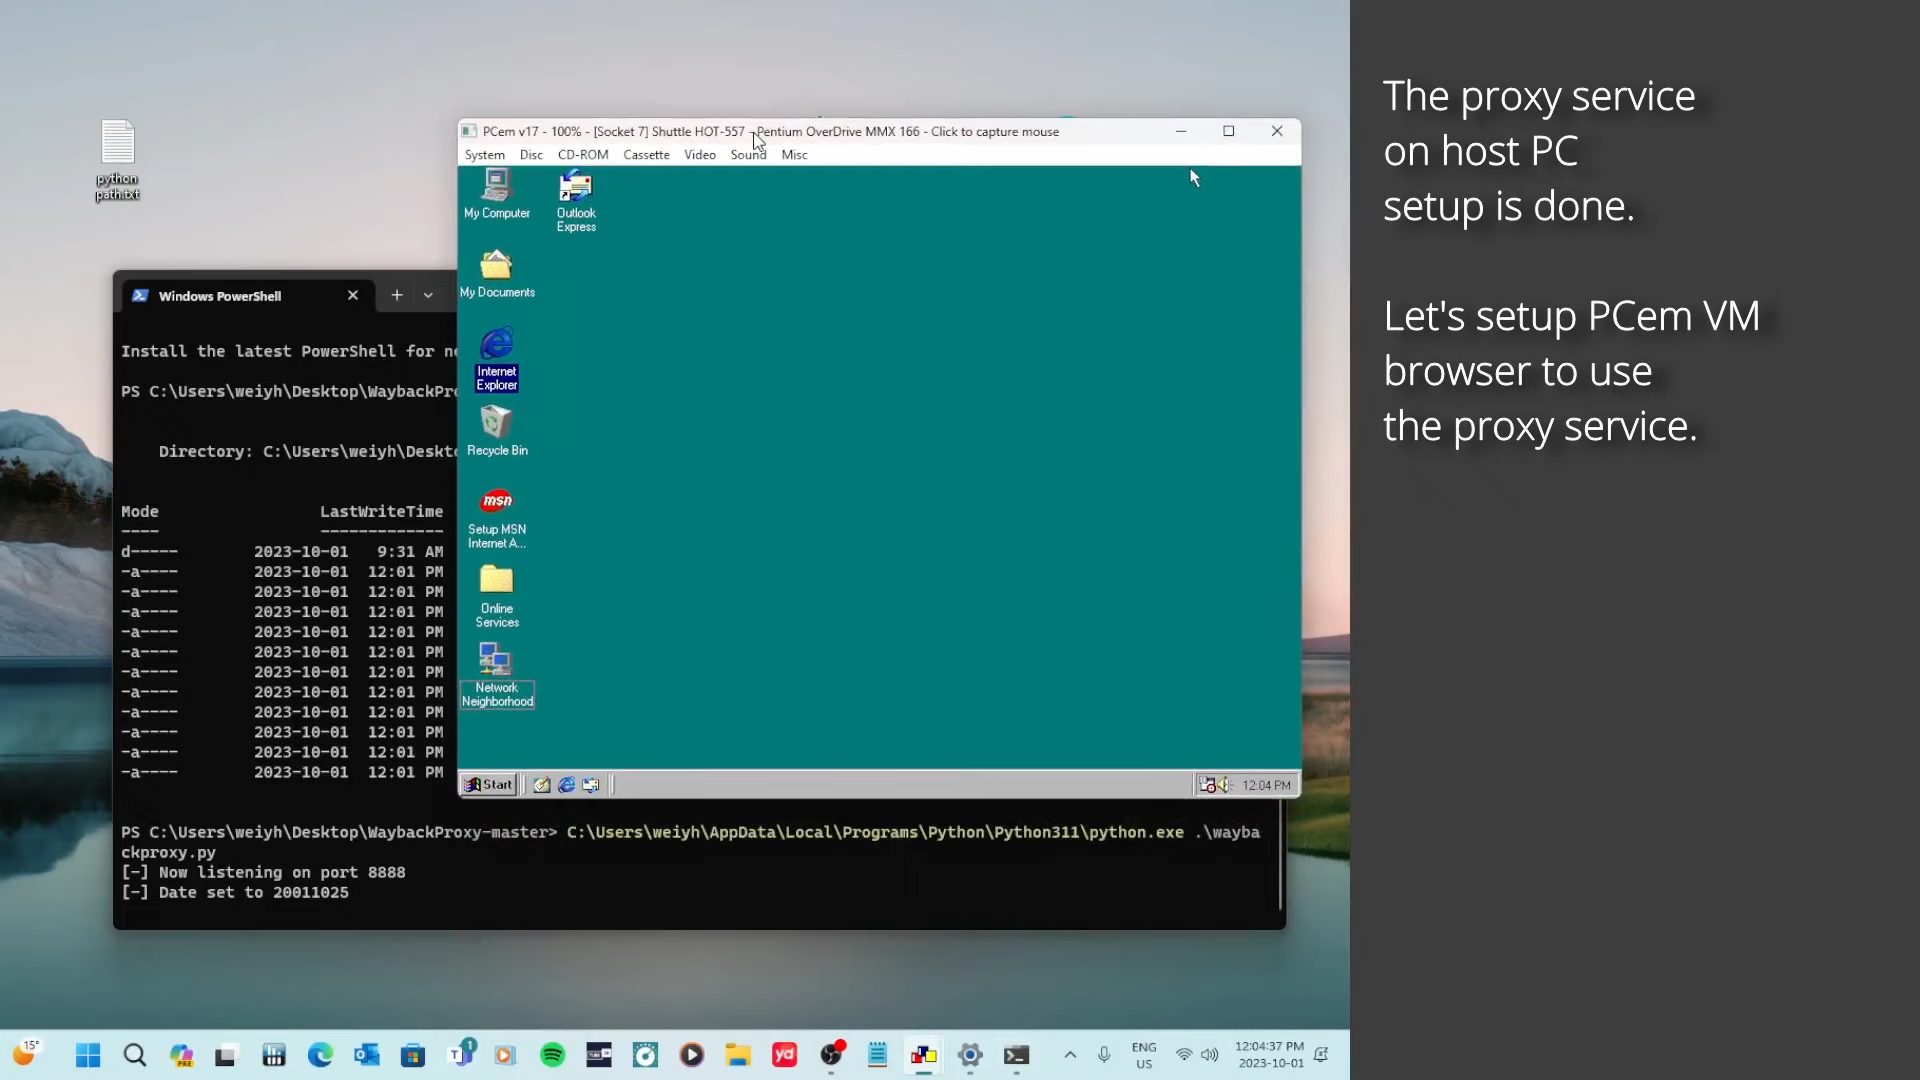 The proxy service
on host PC
setup is done.
Let's setup PCem VM
browser to use
the proxy service.
python
path.txt
PCem v17 - 100% - [Socket 7] Shuttle HOT-557 - Pentium OverDrive MMX 166 - Click to capture mouse
System Disc CD-ROM Cassette Video Sound Misc
My Computer
Outlook
Express
My Documents
Internet
Explorer
Recycle Bin
msn
Setup MSN
Internet A...
Online
Services
Network
Neighborhood
Start
12:04 PM
Windows PowerShell
Install the latest PowerShell for
PS C:\Users\weiyh\Desktop\WaybackPr
Directory: C:\Users\weiyh\Deskt
Mode LastWriteTime
---- -------------
d----- 2023-10-01 9:31 AM
-a---- 2023-10-01 12:01 PM
-a---- 2023-10-01 12:01 PM
-a---- 2023-10-01 12:01 PM
-a---- 2023-10-01 12:01 PM
-a---- 2023-10-01 12:01 PM
-a---- 2023-10-01 12:01 PM
-a---- 2023-10-01 12:01 PM
-a---- 2023-10-01 12:01 PM
-a---- 2023-10-01 12:01 PM
-a---- 2023-10-01 12:01 PM
-a---- 2023-10-01 12:01 PM
PS C:\Users\weiyh\Desktop\WaybackProxy-master> C:\Users\weiyh\AppData\Local\Programs\Python\Python311\python.exe .\wayba
ckproxy.py
[-] Now listening on port 8888
[-] Date set to 20011025
15°
PRE
1
yd
ENG
US
12:04:37 PM
2023-10-01